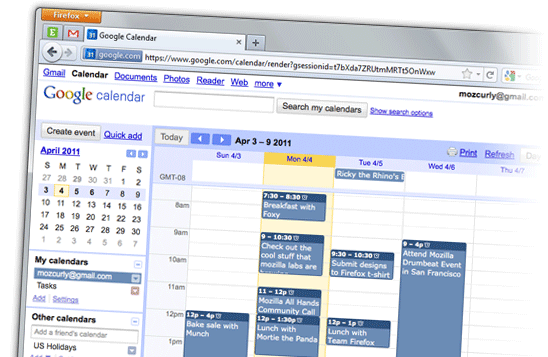 Firefox
Google Calendar
google.com https://www.google.com/calendar/render?gsessionid=t7bXda7ZRUtmMRTt5OnWxw
Gmail Calendar Documents Photos Reader Web more ▼
mozcurly@gmail.com
Google calendar
Search my calendars
Show search options
Create event Quick add
Today Apr 3 – 9 2011
Print Refresh Day
April 2011
S M T W T F S
27 28 29 30 31 1 2
3 4 5 6 7 8 9
10 11 12 13 14 15 16
17 18 19 20 21 22 23
24 25 26 27 28 29 30
1 2 3 4 5 6 7
Sun 4/3 Mon 4/4 Tue 4/5 Wed 4/6 Thu 4/7
GMT-08
Ricky the Rhino's B
8am
9am
10am
11am
12pm
1pm
7:30 – 8:30
Breakfast with
Foxy
9 – 10:30
Check out the
cool stuff that
mozilla labs are
11 – 12
Mozilla All Hands
Community Call
12p – 1:30p
Lunch with
Mortie the Panda
12p – 4p
Bake sale with
Munch
9:30 – 10:30
Submit designs
to Firefox t-shirt
12p – 1p
Lunch with
Team Firefox
9 – 4p
Attend Mozilla
Drumbeat Event
in San Francisco
My calendars
mozcurly@gmail.com
Tasks
Add Settings
Other calendars
Add a friend's calendar
US Holidays